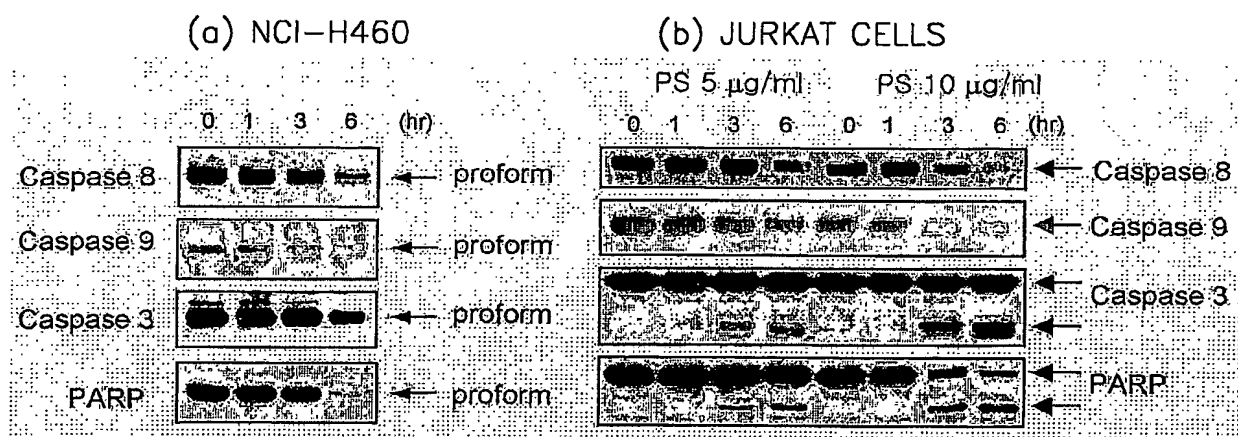 (a) NCI-H460
(b) JURKAT CELLS
PS 5 µg/ml
PS 10 µg/ml
0 1 3 6 (hr)
0 1 3 6 0 1 3 6 (hr)
Caspase 8
proform
Caspase 8
Caspase 9
proform
Caspase 9
Caspase 3
proform
Caspase 3
PARP
proform
PARP